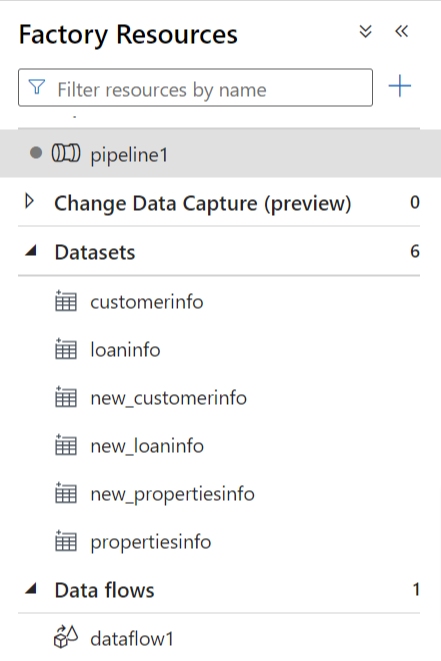 Factory Resources
Filter resources by name
pipeline1
Change Data Capture (preview) 0
Datasets 6
customerinfo
loaninfo
new_customerinfo
new_loaninfo
new_propertiesinfo
propertiesinfo
Data flows 1
dataflow1